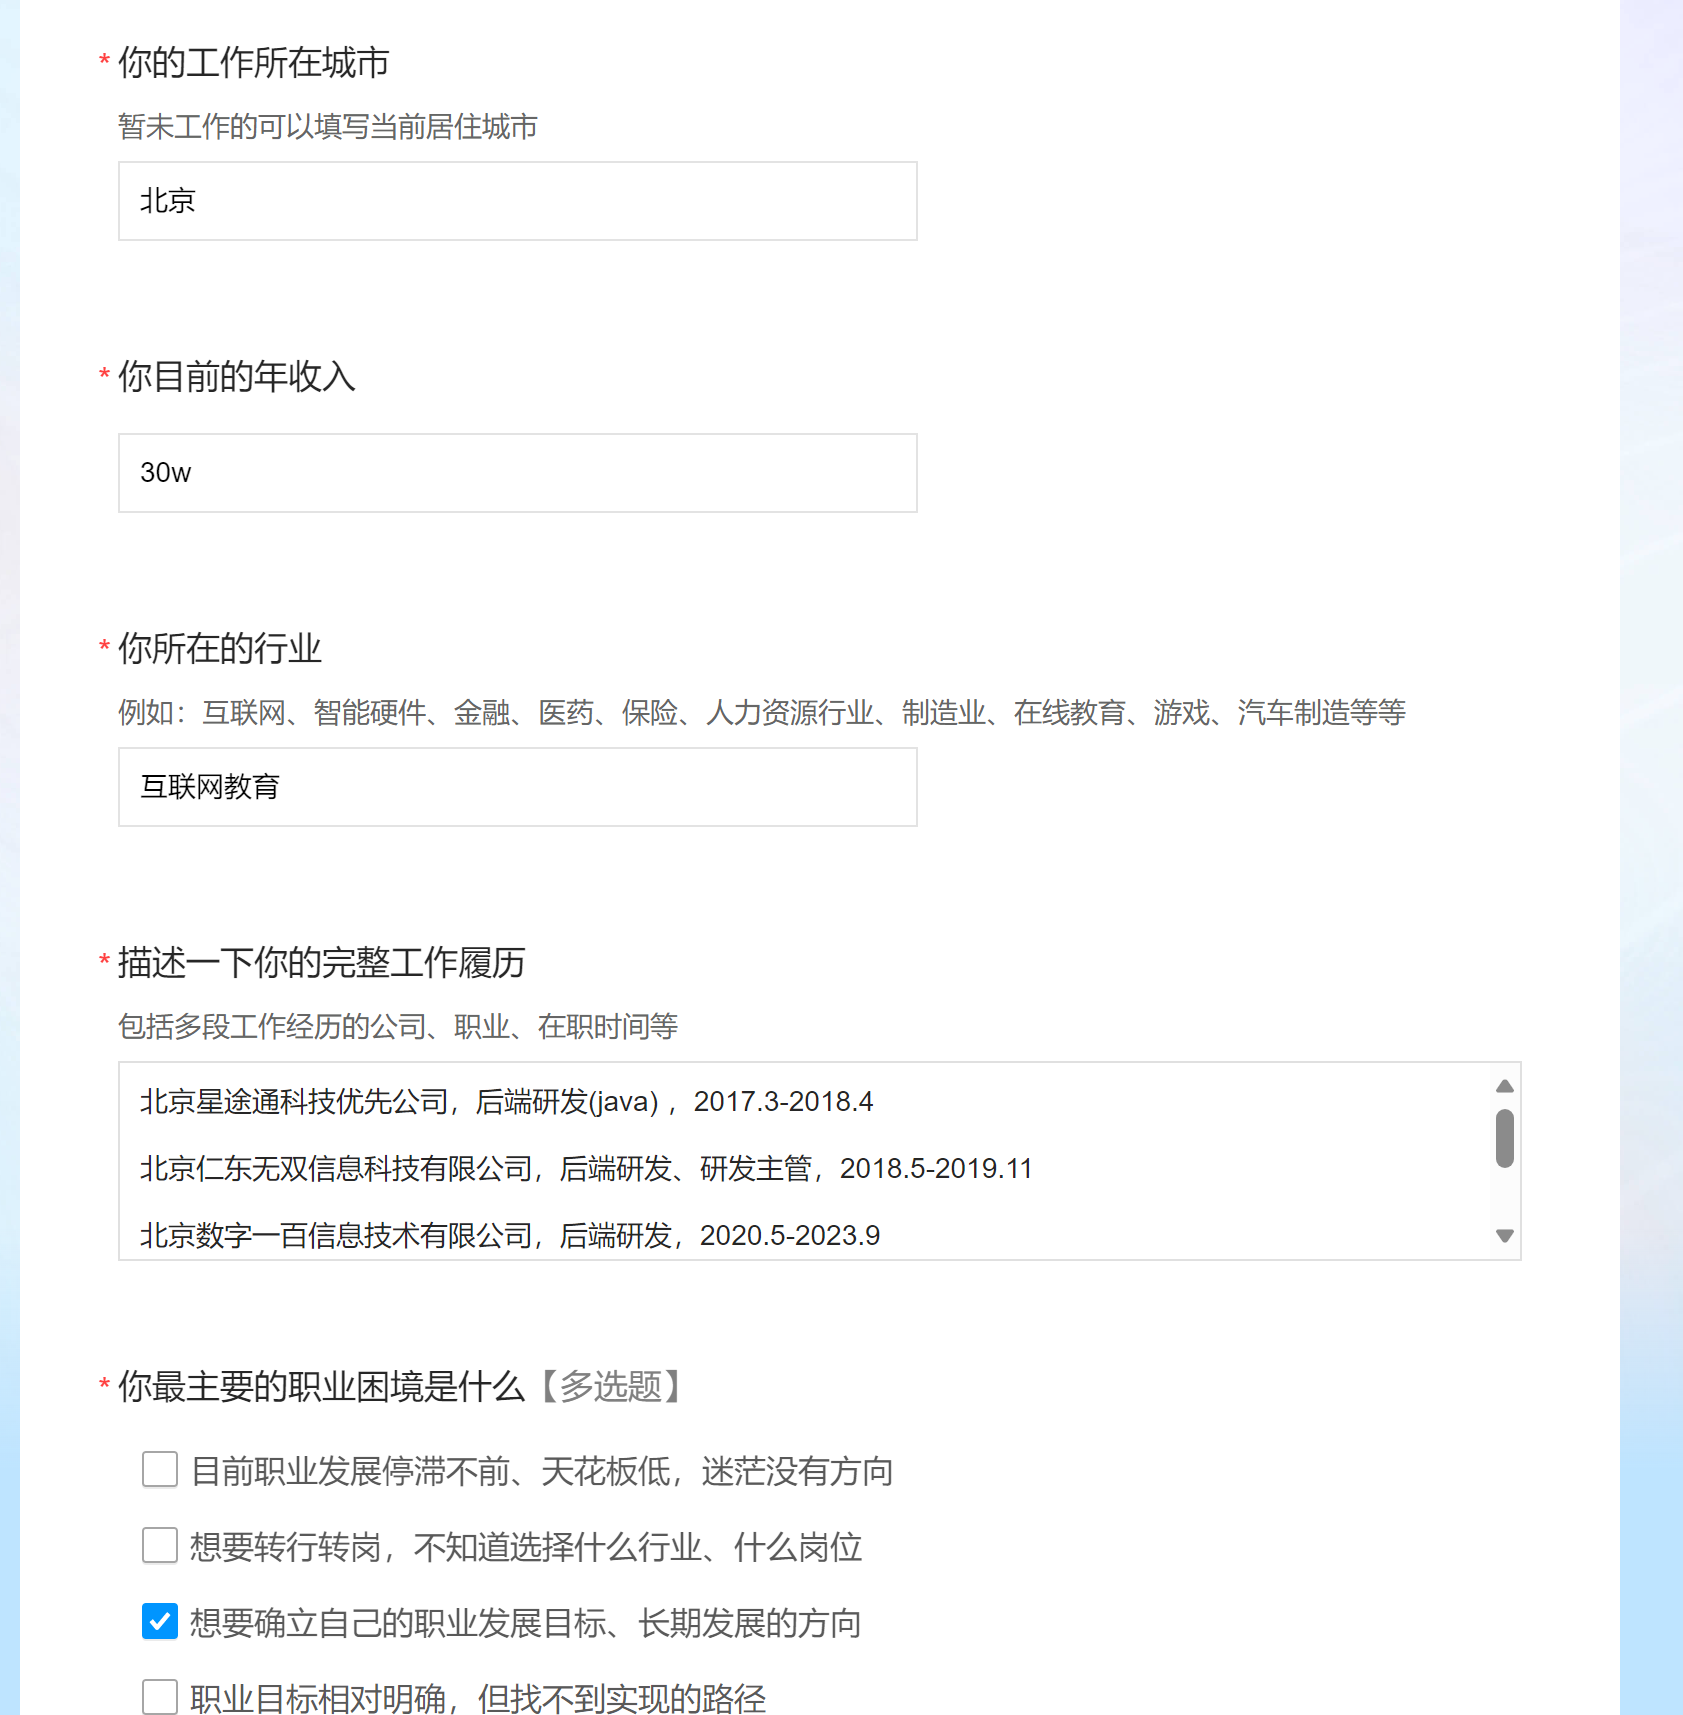 * 你的工作所在城市
暂未工作的可以填写当前居住城市
北京
* 你目前的年收入
30w
* 你所在的行业
例如：互联网、智能硬件、金融、医药、保险、人力资源行业、制造业、在线教育、游戏、汽车制造等等
互联网教育
* 描述一下你的完整工作履历
包括多段工作经历的公司、职业、在职时间等
北京星途通科技优先公司，后端研发(java) ，2017.3-2018.4
北京仁东无双信息科技有限公司，后端研发、研发主管，2018.5-2019.11
北京数字一百信息技术有限公司，后端研发，2020.5-2023.9
* 你最主要的职业困境是什么【多选题】
目前职业发展停滞不前、天花板低，迷茫没有方向
想要转行转岗，不知道选择什么行业、什么岗位
想要确立自己的职业发展目标、长期发展的方向
职业目标相对明确，但找不到实现的路径